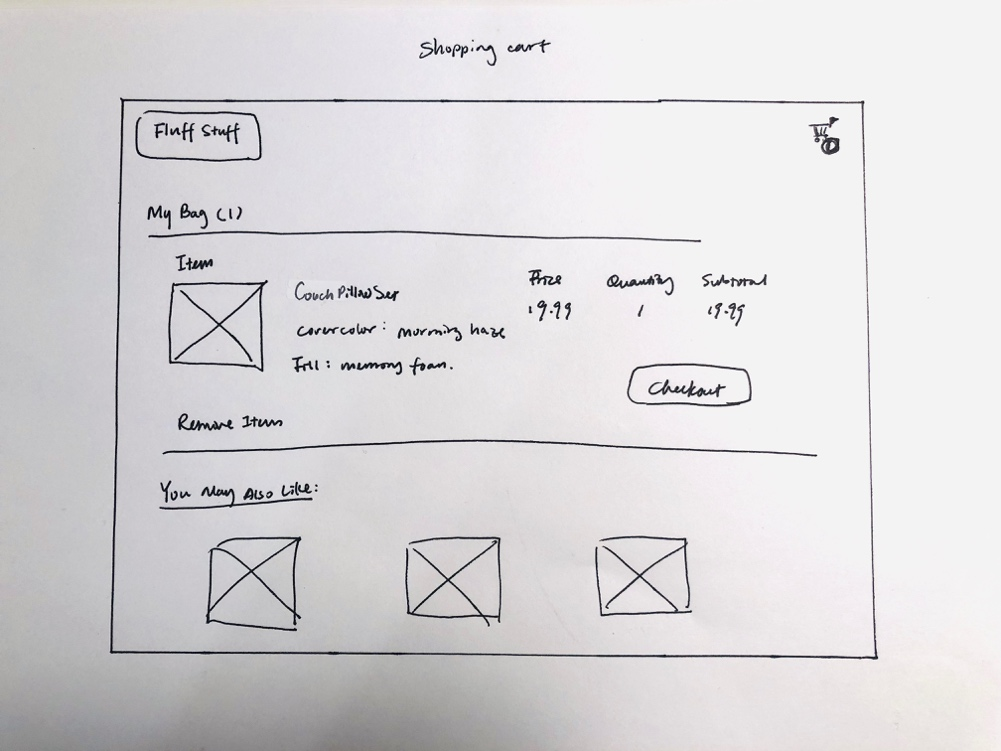 Shopping cart
Fluff Stuff
My Bag (1)
Item
Price Quantity Subtotal
Couch Pillow Set
19.99 1 19.99
cover color: morning haze
Fill: memory foam.
Checkout
Remove Item
You May Also Like: